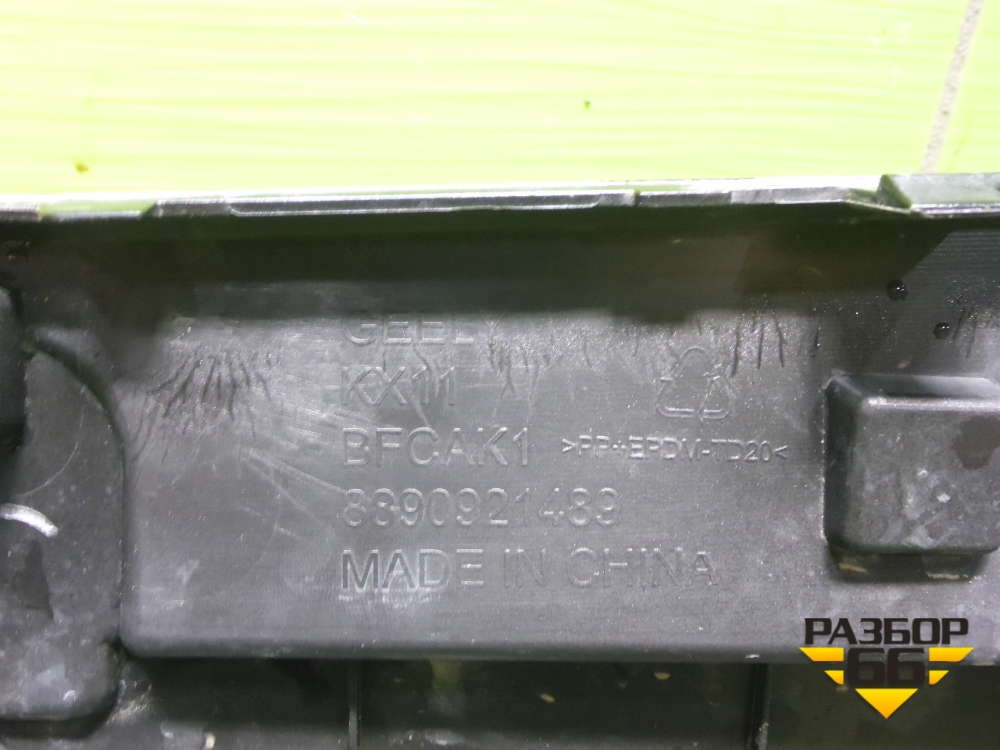 GEELY
KX11
BFCAK1 >PP+EPDM-TD20<
8890921489
MADE IN CHINA
РАЗБОР
66